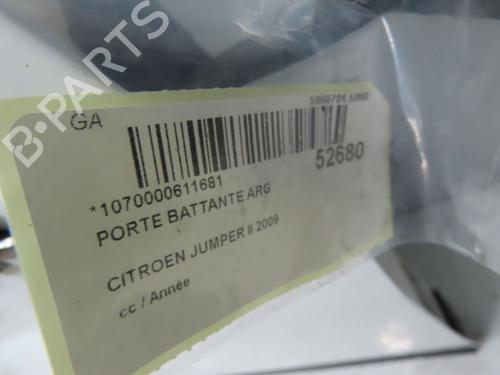 GA
52680
*1070000611681
PORTE BATTANTE ARG
CITROEN JUMPER II 2009
cc / Année
B-PARTS